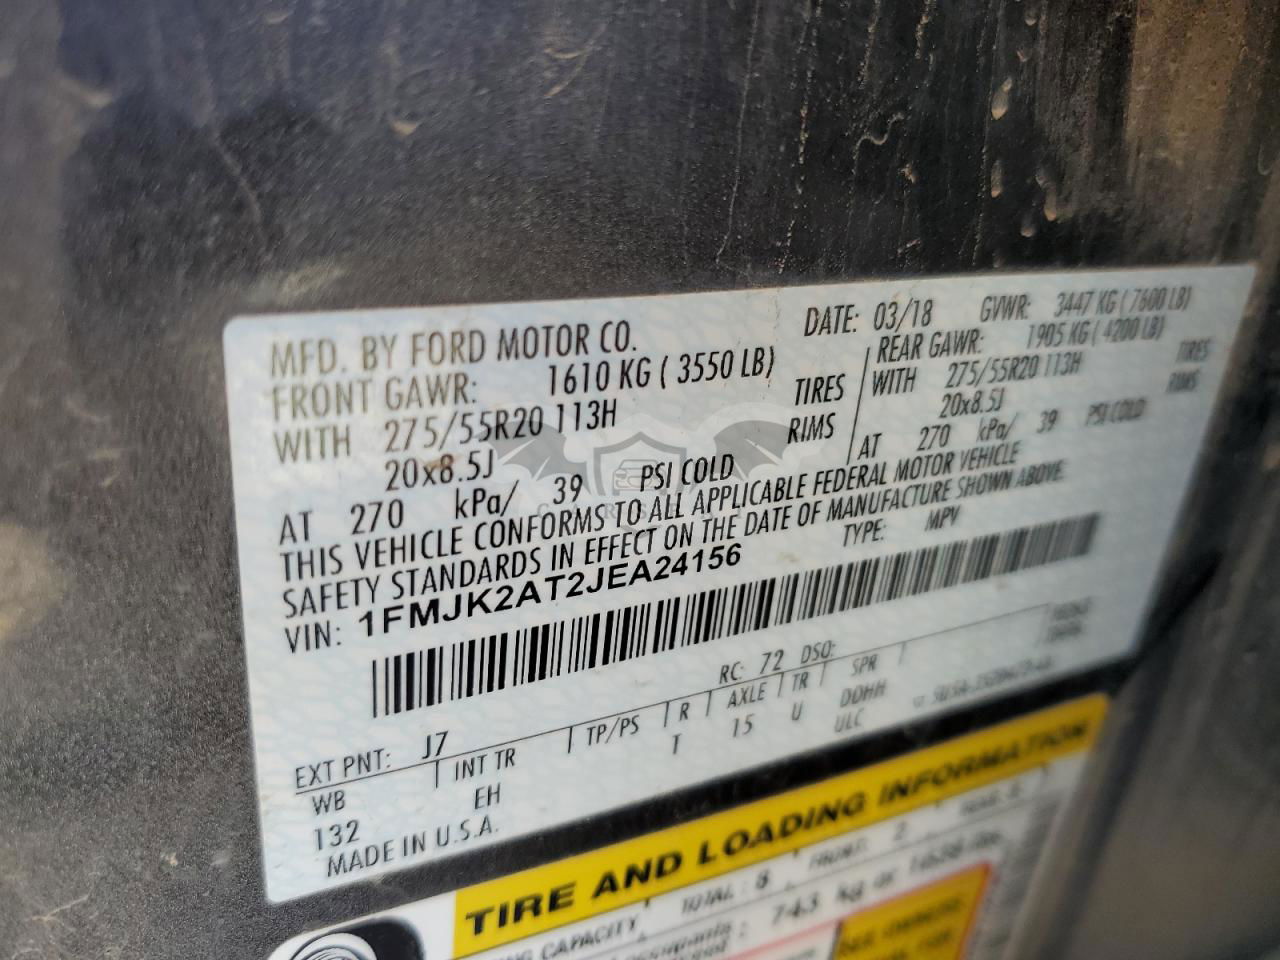 MFD. BY FORD MOTOR CO.
DATE: 03/18 GVWR: 3447 KG ( 7600 LB)
FRONT GAWR: 1610 KG ( 3550 LB)
REAR GAWR: 1905 KG ( 4200 LB)
WITH 275/55R20 113H TIRES
WITH 275/55R20 113H TIRES
20x8.5J RIMS
20x8.5J RIMS
AT 270 kPa/ 39 PSI COLD
AT 270 kPa/ 39 PSI COLD
THIS VEHICLE CONFORMS TO ALL APPLICABLE FEDERAL MOTOR VEHICLE
SAFETY STANDARDS IN EFFECT ON THE DATE OF MANUFACTURE SHOWN ABOVE.
VIN: 1FMJK2AT2JEA24156
TYPE: MPV
RC: 72 DSO:
EXT PNT: J7
WB INT TR TP/PS R AXLE TR SPR
132 EH T 15 U DDHH
ULC
MADE IN U.S.A.
TIRE AND LOADING INFORMATION
CAPACITY TOTAL : 8 FRONT: 2
743 kg or